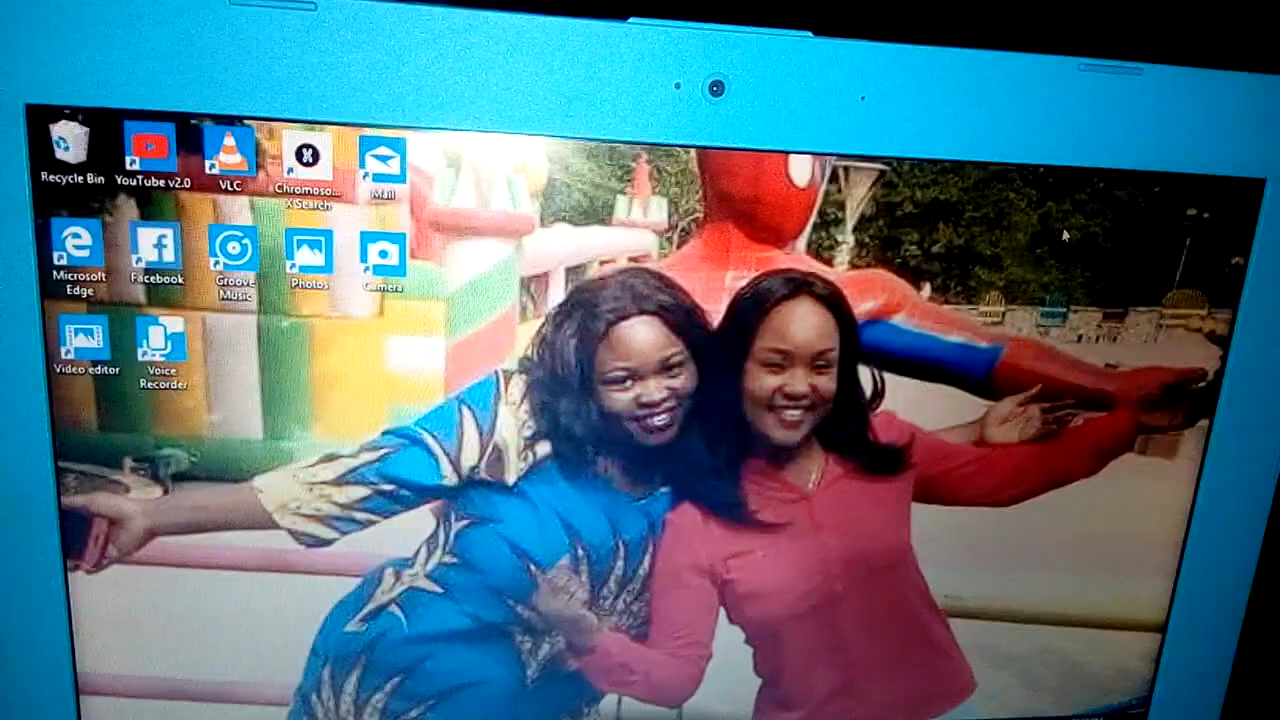 Recycle Bin
YouTube v2.0
VLC
Chromoso...
X Search
Mail
Microsoft
Edge
Facebook
Groove
Music
Photos
Camera
Video editor
Voice
Recorder